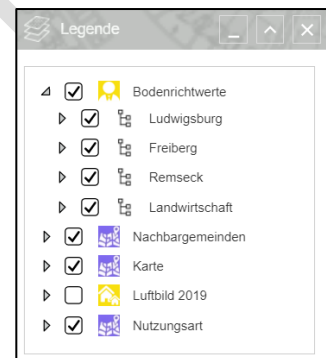 Legende
Bodenrichtwerte
Ludwigsburg
Freiberg
Remseck
Landwirtschaft
Nachbargemeinden
Karte
Luftbild 2019
Nutzungsart